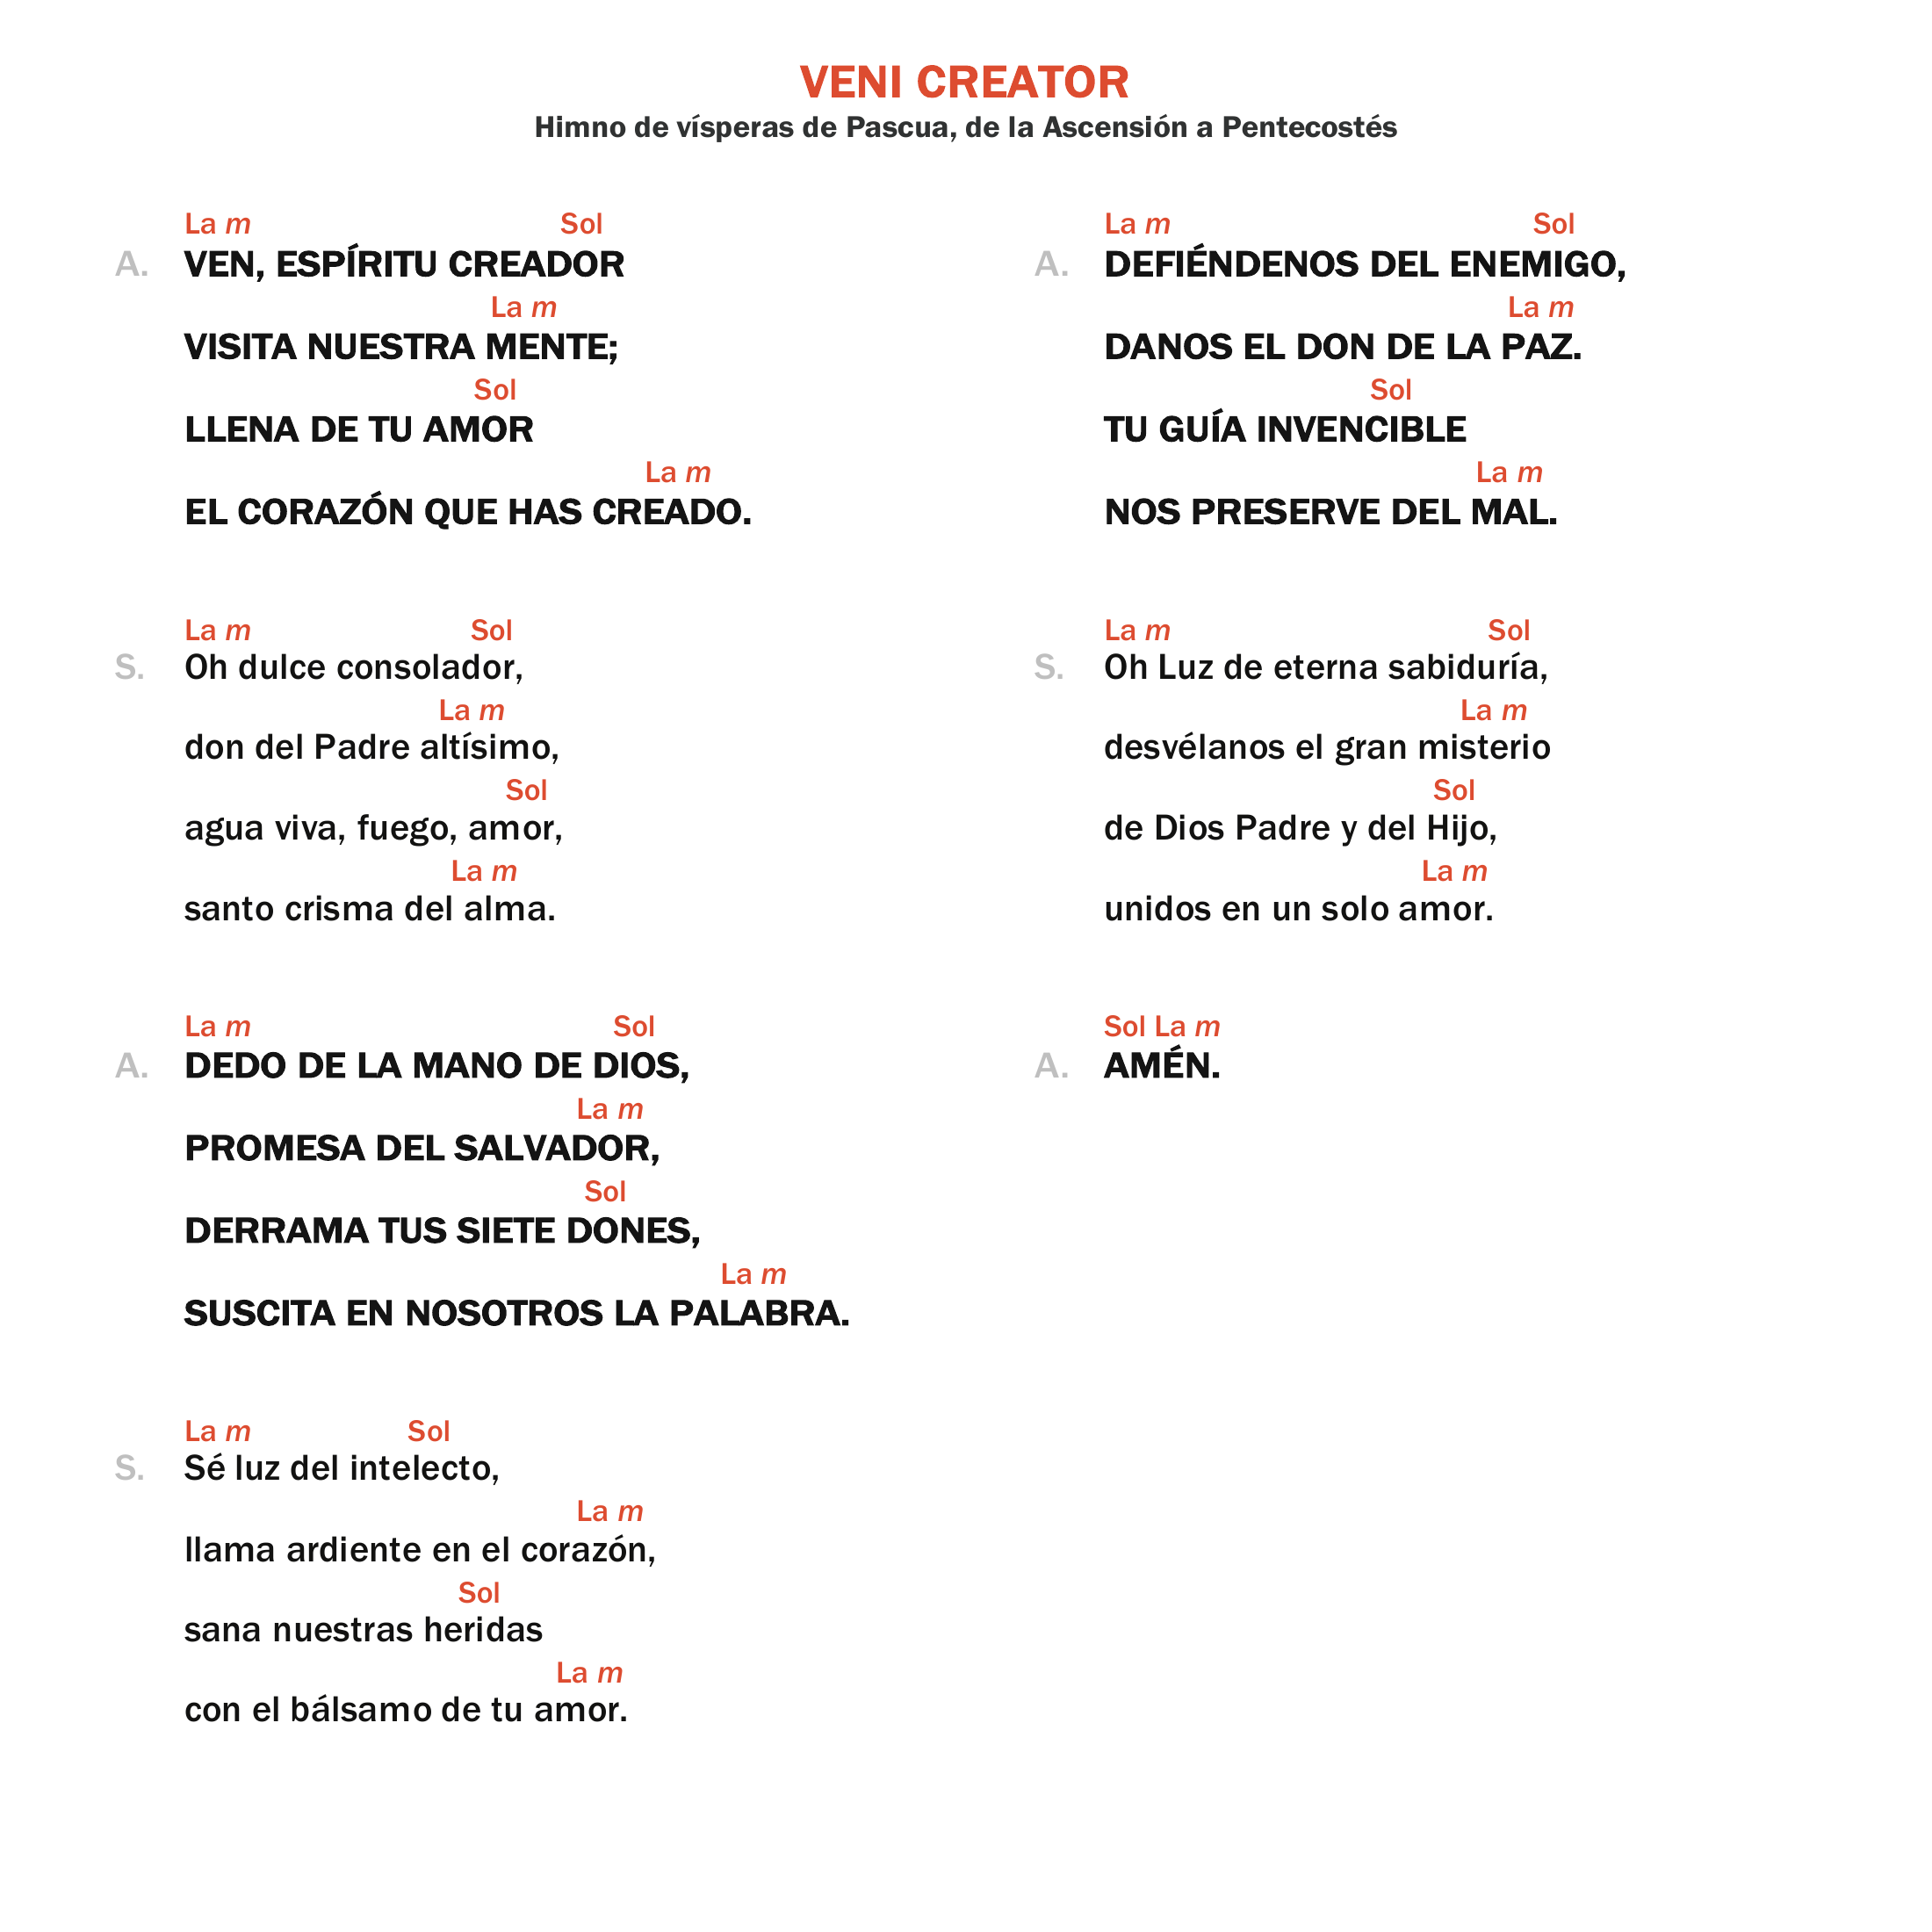 VENI CREATOR
Himno de vísperas de Pascua, de la Ascensión a Pentecostés
La m Sol
A. VEN, ESPÍRITU CREADOR
La m
VISITA NUESTRA MENTE;
Sol
LLENA DE TU AMOR
La m
EL CORAZÓN QUE HAS CREADO.
La m Sol
S. Oh dulce consolador,
La m
don del Padre altísimo,
Sol
agua viva, fuego, amor,
La m
santo crisma del alma.
La m Sol
A. DEDO DE LA MANO DE DIOS,
La m
PROMESA DEL SALVADOR,
Sol
DERRAMA TUS SIETE DONES,
La m
SUSCITA EN NOSOTROS LA PALABRA.
La m Sol
S. Sé luz del intelecto,
La m
llama ardiente en el corazón,
Sol
sana nuestras heridas
La m
con el bálsamo de tu amor.
La m Sol
A. DEFIÉNDENOS DEL ENEMIGO,
La m
DANOS EL DON DE LA PAZ.
Sol
TU GUÍA INVENCIBLE
La m
NOS PRESERVE DEL MAL.
La m Sol
S. Oh Luz de eterna sabiduría,
La m
desvélanos el gran misterio
Sol
de Dios Padre y del Hijo,
La m
unidos en un solo amor.
Sol La m
A. AMÉN.